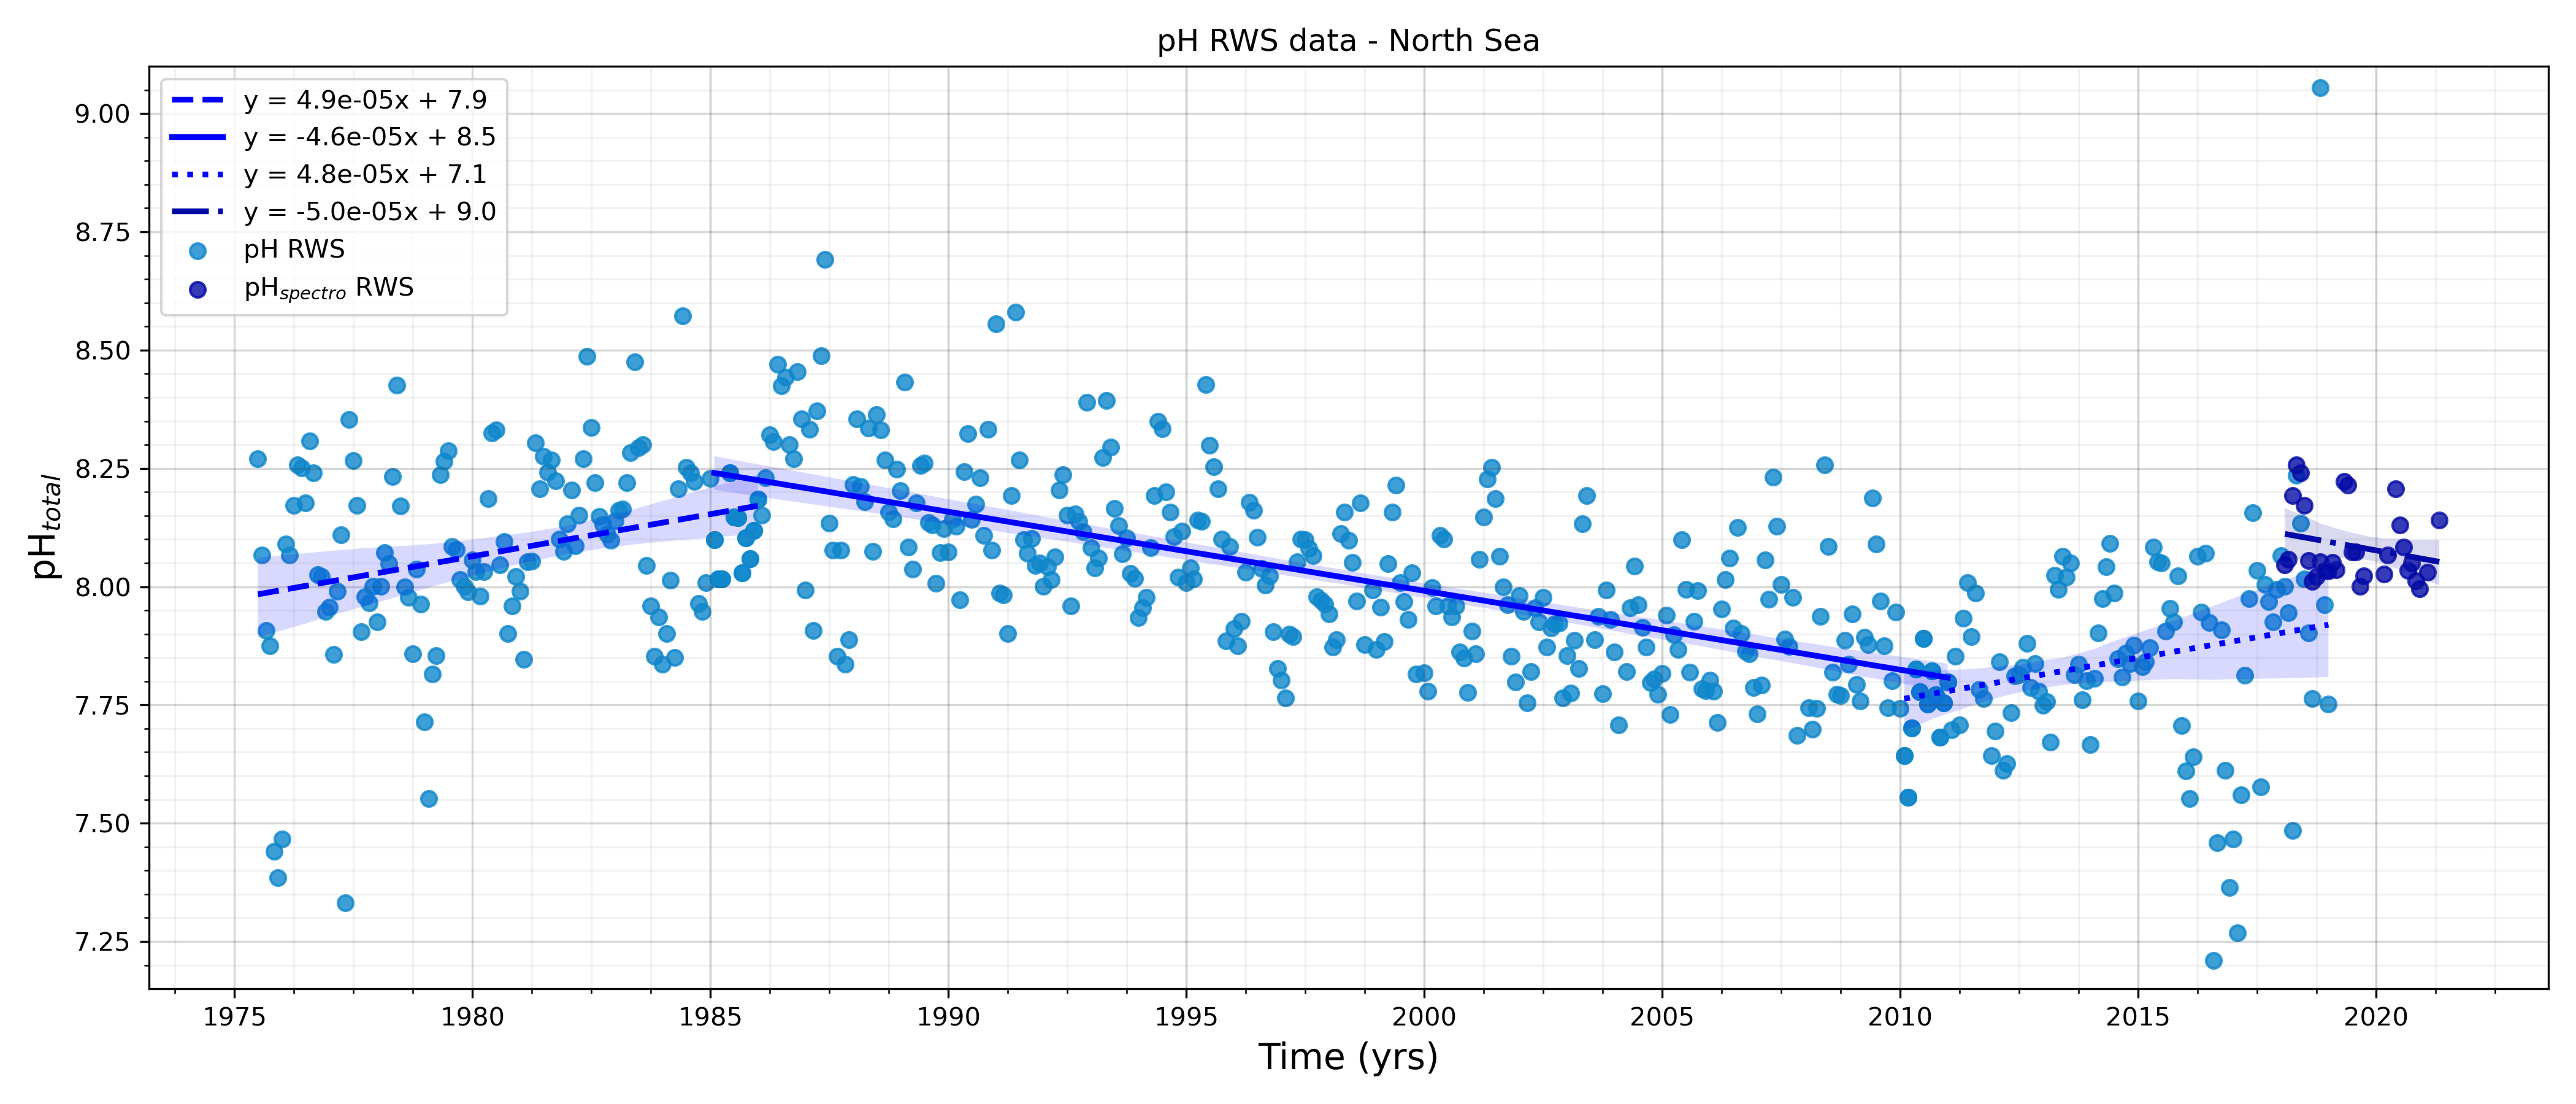 pH RWS data - North Sea
y = 4.9e-05x + 7.9
y = -4.6e-05x + 8.5
y = 4.8e-05x + 7.1
y = -5.0e-05x + 9.0
pH RWS
pHspectro RWS
pHtotal
9.00
8.75
8.50
8.25
8.00
7.75
7.50
7.25
1975 1980 1985 1990 1995 2000 2005 2010 2015 2020
Time (yrs)